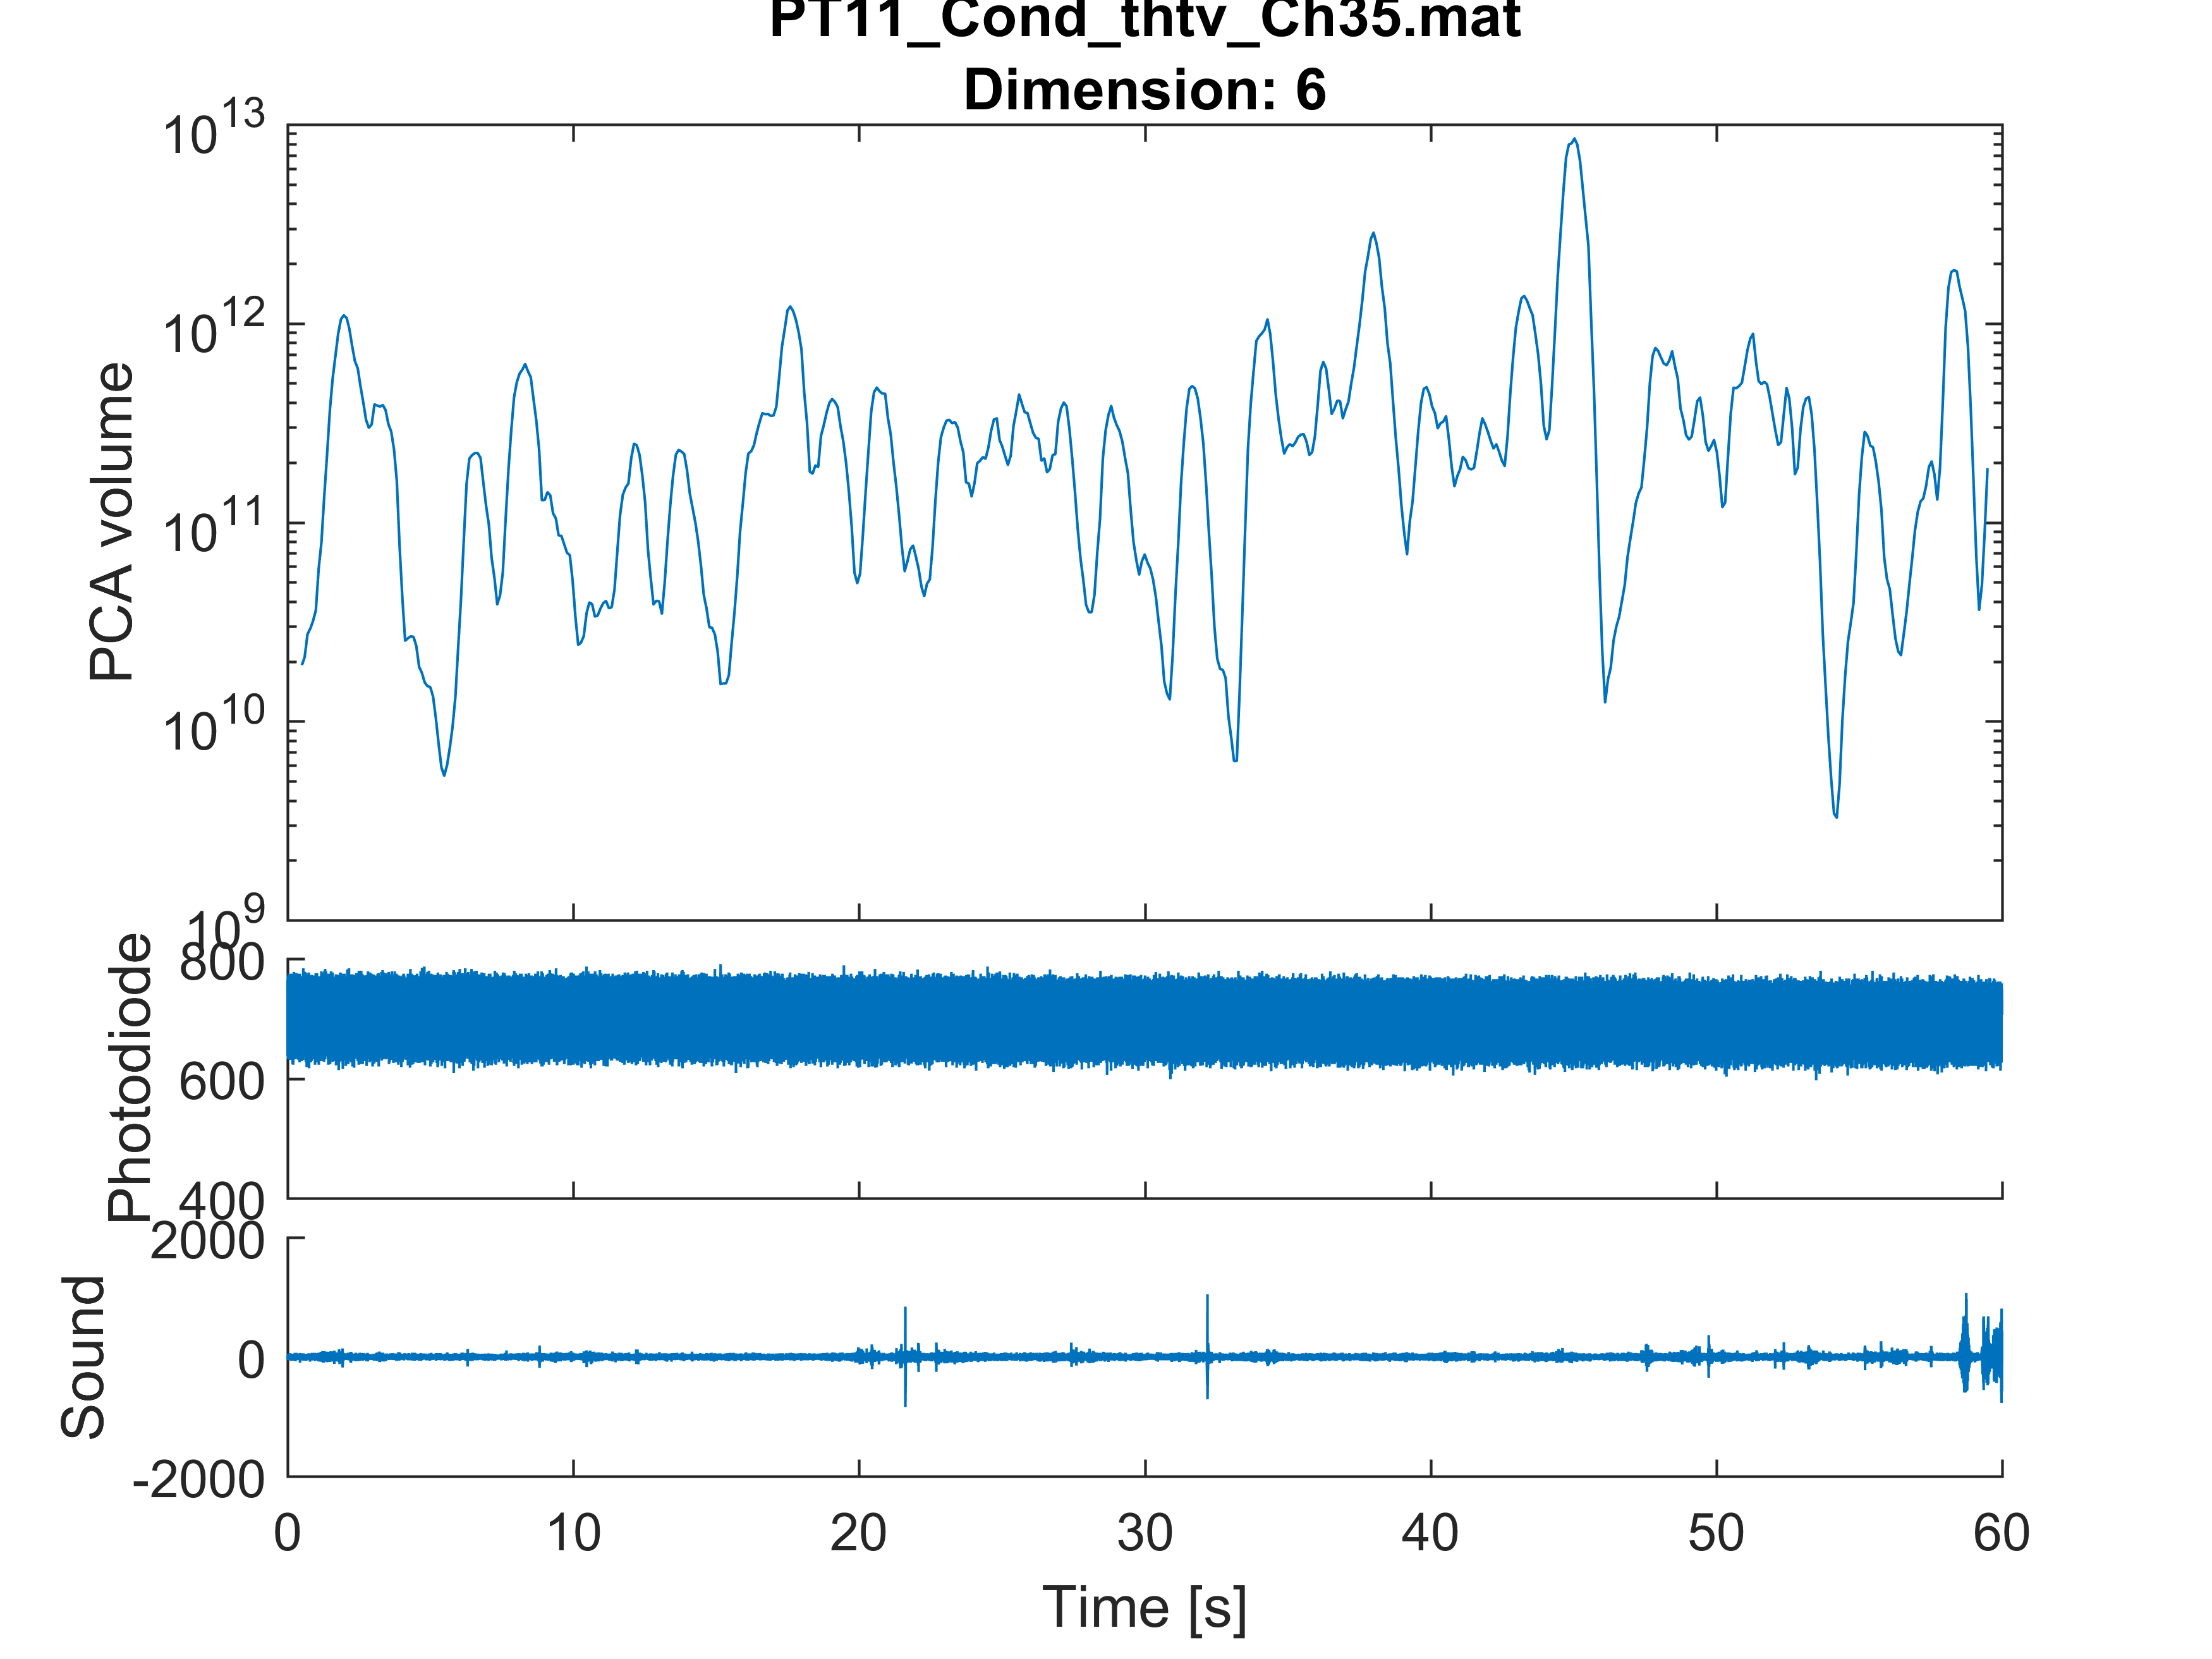 PT11_Cond_thtv_Ch35.mat
Dimension: 6
10^13
10^12
10^11
10^10
10^9
PCA volume
800
600
400
Photodiode
2000
0
-2000
Sound
0 10 20 30 40 50 60
Time [s]